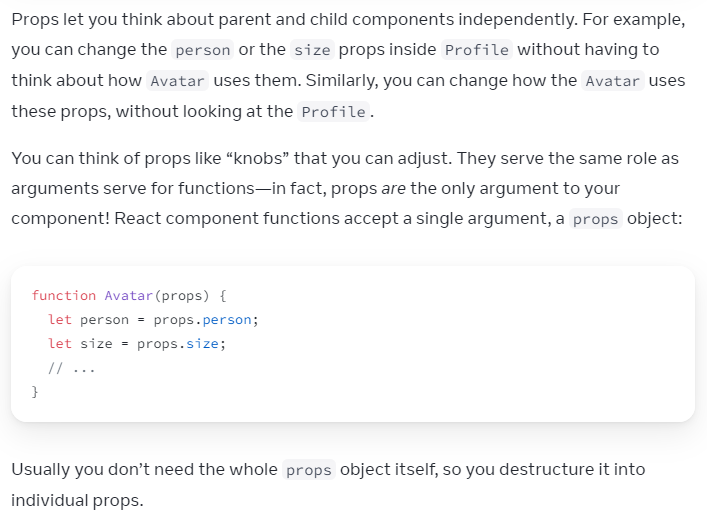 Props let you think about parent and child components independently. For example,
you can change the person or the size props inside Profile without having to
think about how Avatar uses them. Similarly, you can change how the Avatar uses
these props, without looking at the Profile.
You can think of props like “knobs” that you can adjust. They serve the same role as
arguments serve for functions—in fact, props are the only argument to your
component! React component functions accept a single argument, a props object:
function Avatar(props) {
  let person = props.person;
  let size = props.size;
  // ...
}
Usually you don’t need the whole props object itself, so you destructure it into
individual props.